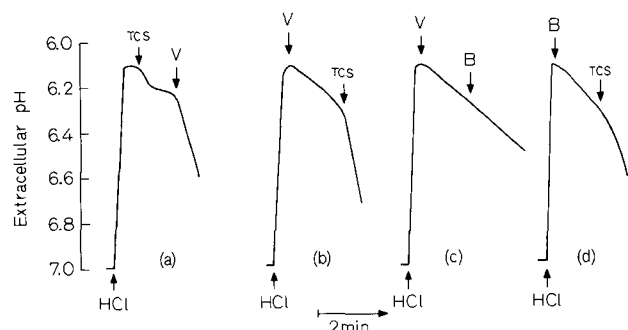 Extracellular pH
6.0
6.2
6.4
6.6
6.8
7.0
TCS
V
(a)
HCl
V
TCS
(b)
HCl
V
B
(c)
HCl
B
TCS
(d)
HCl
2min